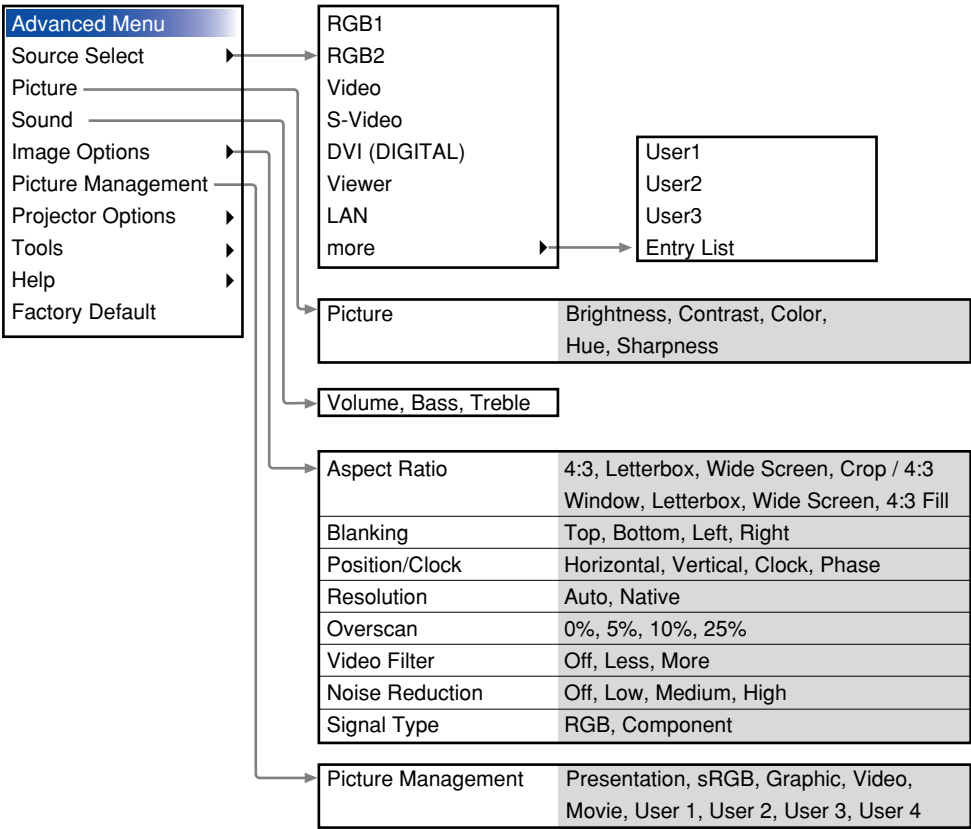 Advanced Menu
Source Select
Picture
Sound
Image Options
Picture Management
Projector Options
Tools
Help
Factory Default
RGB1
RGB2
Video
S-Video
DVI (DIGITAL)
Viewer
LAN
more
User1
User2
User3
Entry List
Picture Brightness, Contrast, Color,
Hue, Sharpness
Volume, Bass, Treble
Aspect Ratio 4:3, Letterbox, Wide Screen, Crop / 4:3
Window, Letterbox, Wide Screen, 4:3 Fill
Blanking Top, Bottom, Left, Right
Position/Clock Horizontal, Vertical, Clock, Phase
Resolution Auto, Native
Overscan 0%, 5%, 10%, 25%
Video Filter Off, Less, More
Noise Reduction Off, Low, Medium, High
Signal Type RGB, Component
Picture Management Presentation, sRGB, Graphic, Video,
Movie, User 1, User 2, User 3, User 4